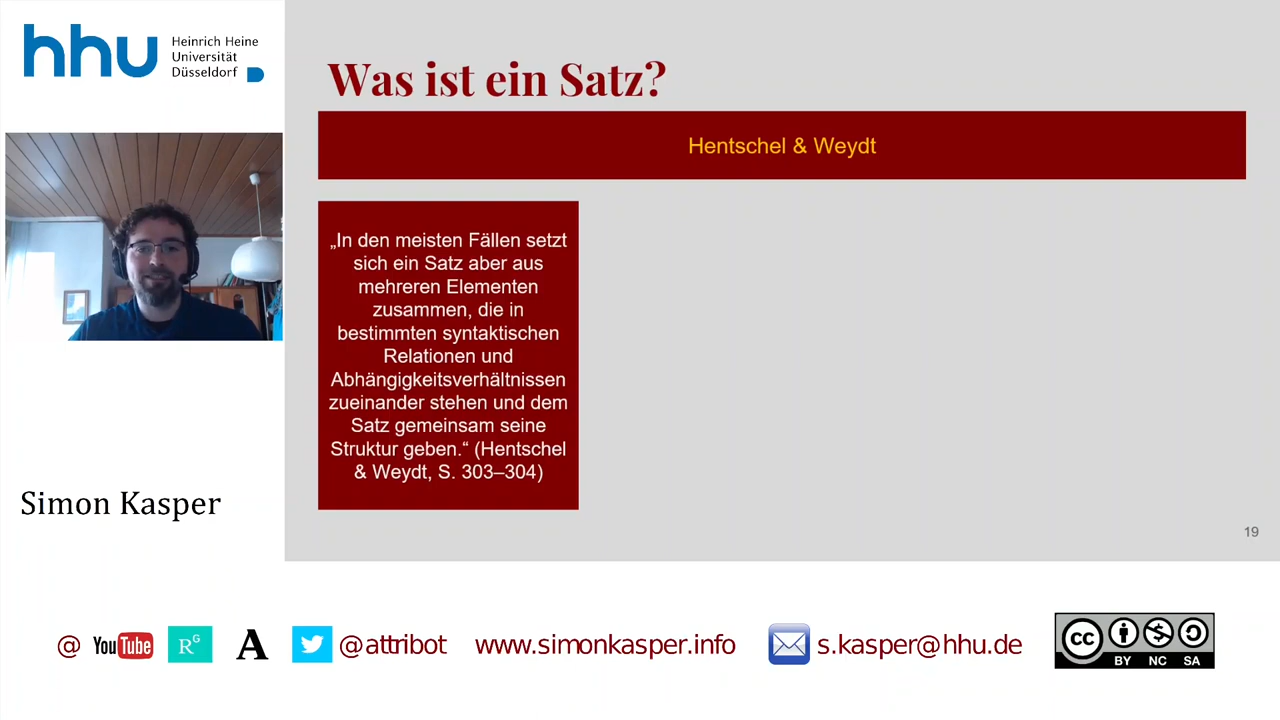 hhu
Heinrich Heine
Universität
Düsseldorf
Was ist ein Satz?
Hentschel & Weydt
„In den meisten Fällen setzt
sich ein Satz aber aus
mehreren Elementen
zusammen, die in
bestimmten syntaktischen
Relationen und
Abhängigkeitsverhältnissen
zueinander stehen und dem
Satz gemeinsam seine
Struktur geben.“ (Hentschel
& Weydt, S. 303–304)
Simon Kasper
19
@ YouTube RG A @attribot www.simonkasper.info s.kasper@hhu.de
cc BY NC SA